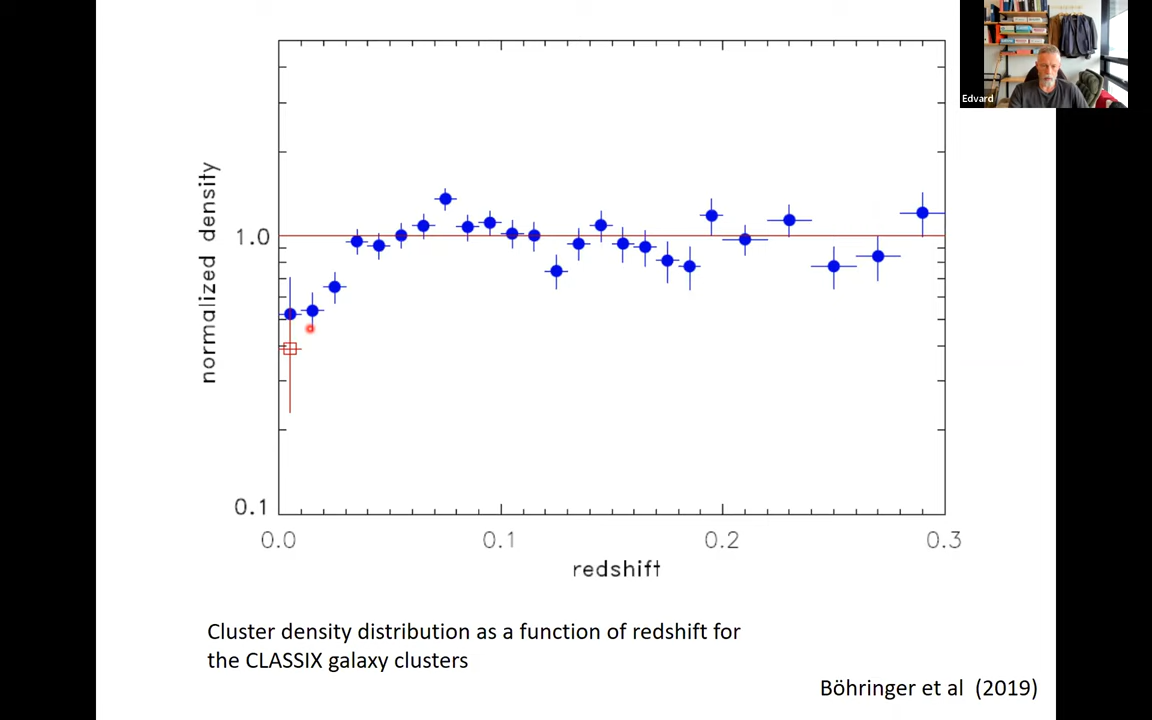 Edvard
normalized density
1.0
0.1
0.0 0.1 0.2 0.3
redshift
Cluster density distribution as a function of redshift for
the CLASSIX galaxy clusters
Böhringer et al (2019)